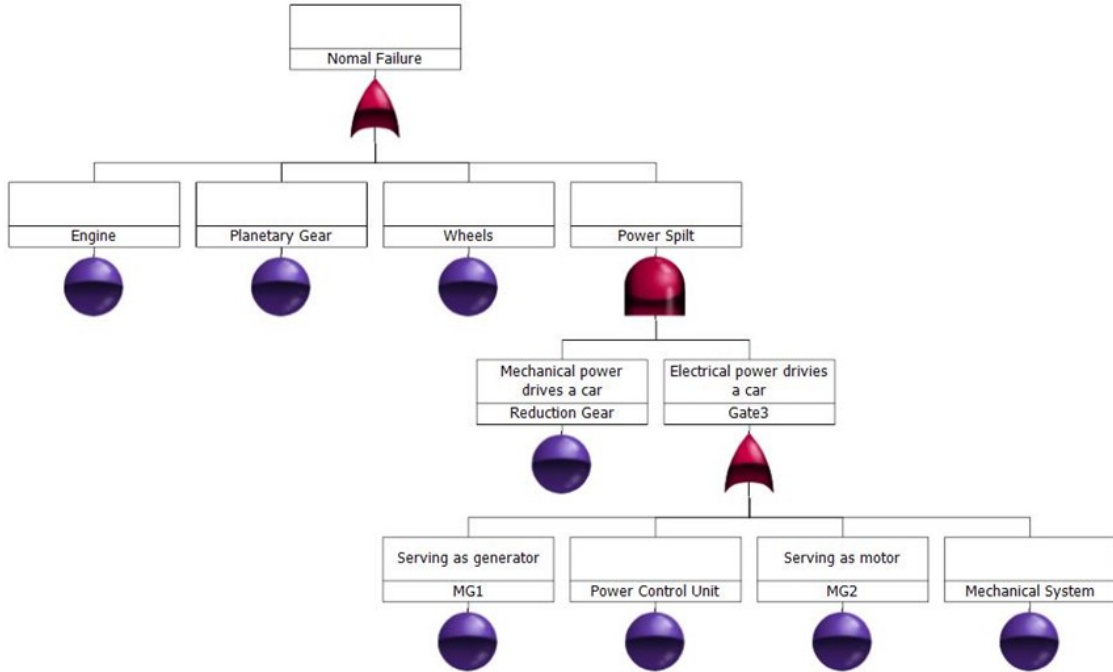 Nomal Failure
Engine
Planetary Gear
Wheels
Power Spilt
Mechanical power
drives a car
Reduction Gear
Electrical power drivies
a car
Gate3
Serving as generator
MG1
Power Control Unit
Serving as motor
MG2
Mechanical System